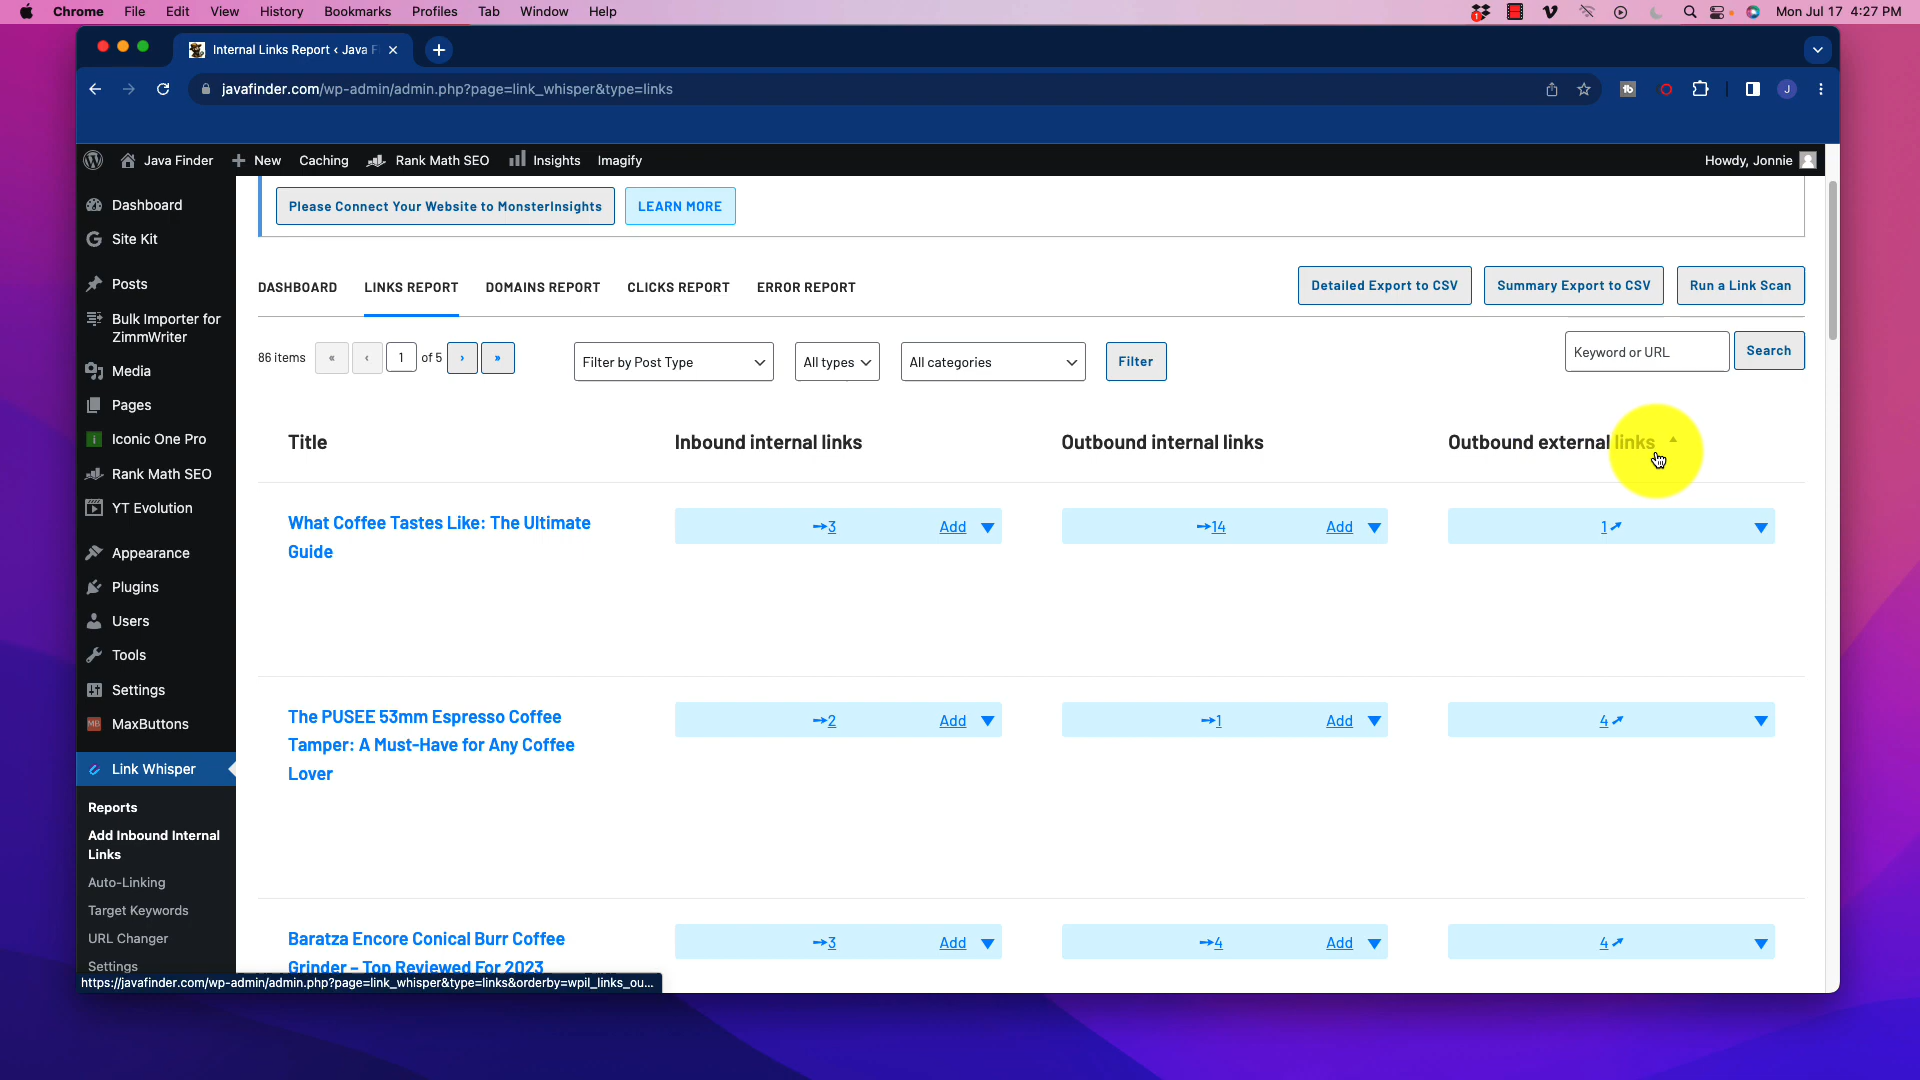 Chrome File Edit View History Bookmarks Profiles Tab Window Help Mon Jul 17 4:27 PM
Internal Links Report ‹ Java F
javafinder.com/wp-admin/admin.php?page=link_whisper&type=links
Java Finder New Caching Rank Math SEO Insights Imagify Howdy, Jonnie
Dashboard
Site Kit
Posts
Bulk Importer for
ZimmWriter
Media
Pages
Iconic One Pro
Rank Math SEO
YT Evolution
Appearance
Plugins
Users
Tools
Settings
MaxButtons
Link Whisper
Reports
Add Inbound Internal
Links
Auto-Linking
Target Keywords
URL Changer
Settings
Please Connect Your Website to MonsterInsights LEARN MORE
DASHBOARD LINKS REPORT DOMAINS REPORT CLICKS REPORT ERROR REPORT Detailed Export to CSV Summary Export to CSV Run a Link Scan
86 items « ‹ 1 of 5 › » Filter by Post Type All types All categories Filter Keyword or URL Search
Title Inbound internal links Outbound internal links Outbound external links
What Coffee Tastes Like: The Ultimate
Guide
3 Add 14 Add 1
The PUSEE 53mm Espresso Coffee
Tamper: A Must-Have for Any Coffee
Lover
2 Add 1 Add 4
Baratza Encore Conical Burr Coffee
Grinder – Top Reviewed For 2023
3 Add 4 Add 4
https://javafinder.com/wp-admin/admin.php?page=link_whisper&type=links&orderby=wpil_links_ou...